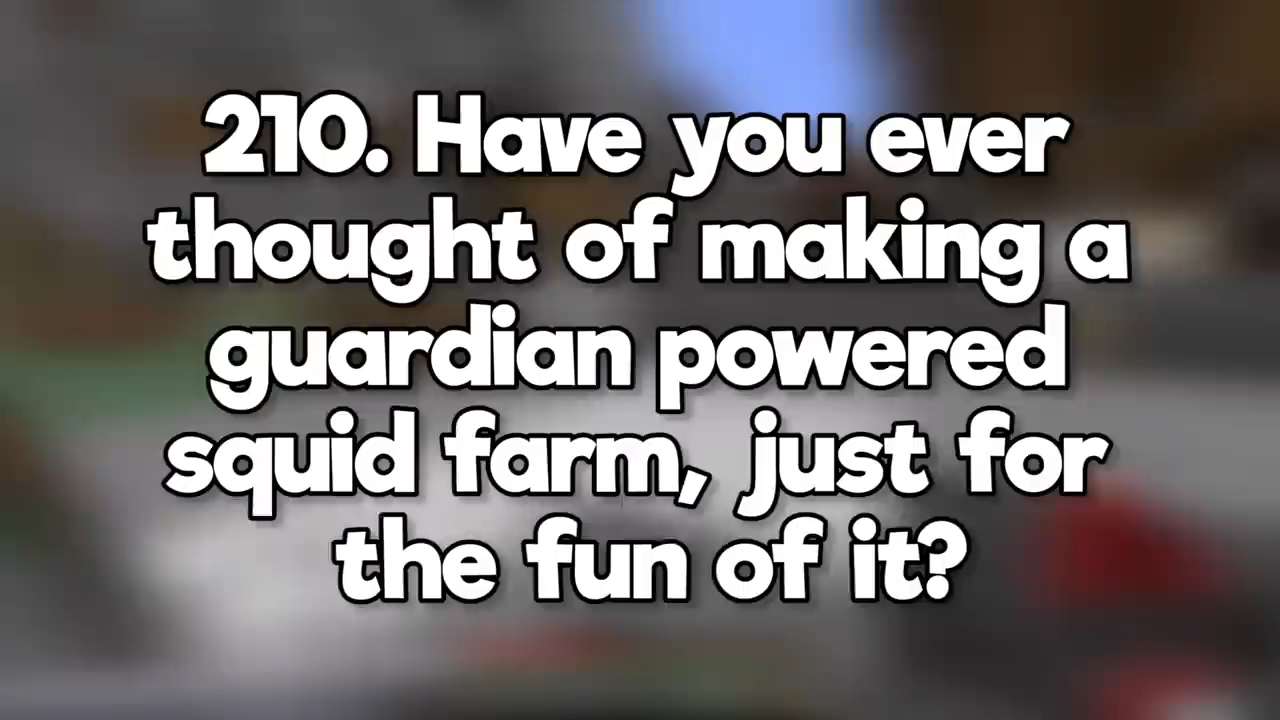 210. Have you ever
thought of making a
guardian powered
squid farm, just for
the fun of it?